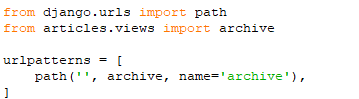 from django.urls import path
from articles.views import archive

urlpatterns = [
    path('', archive, name='archive'),
]